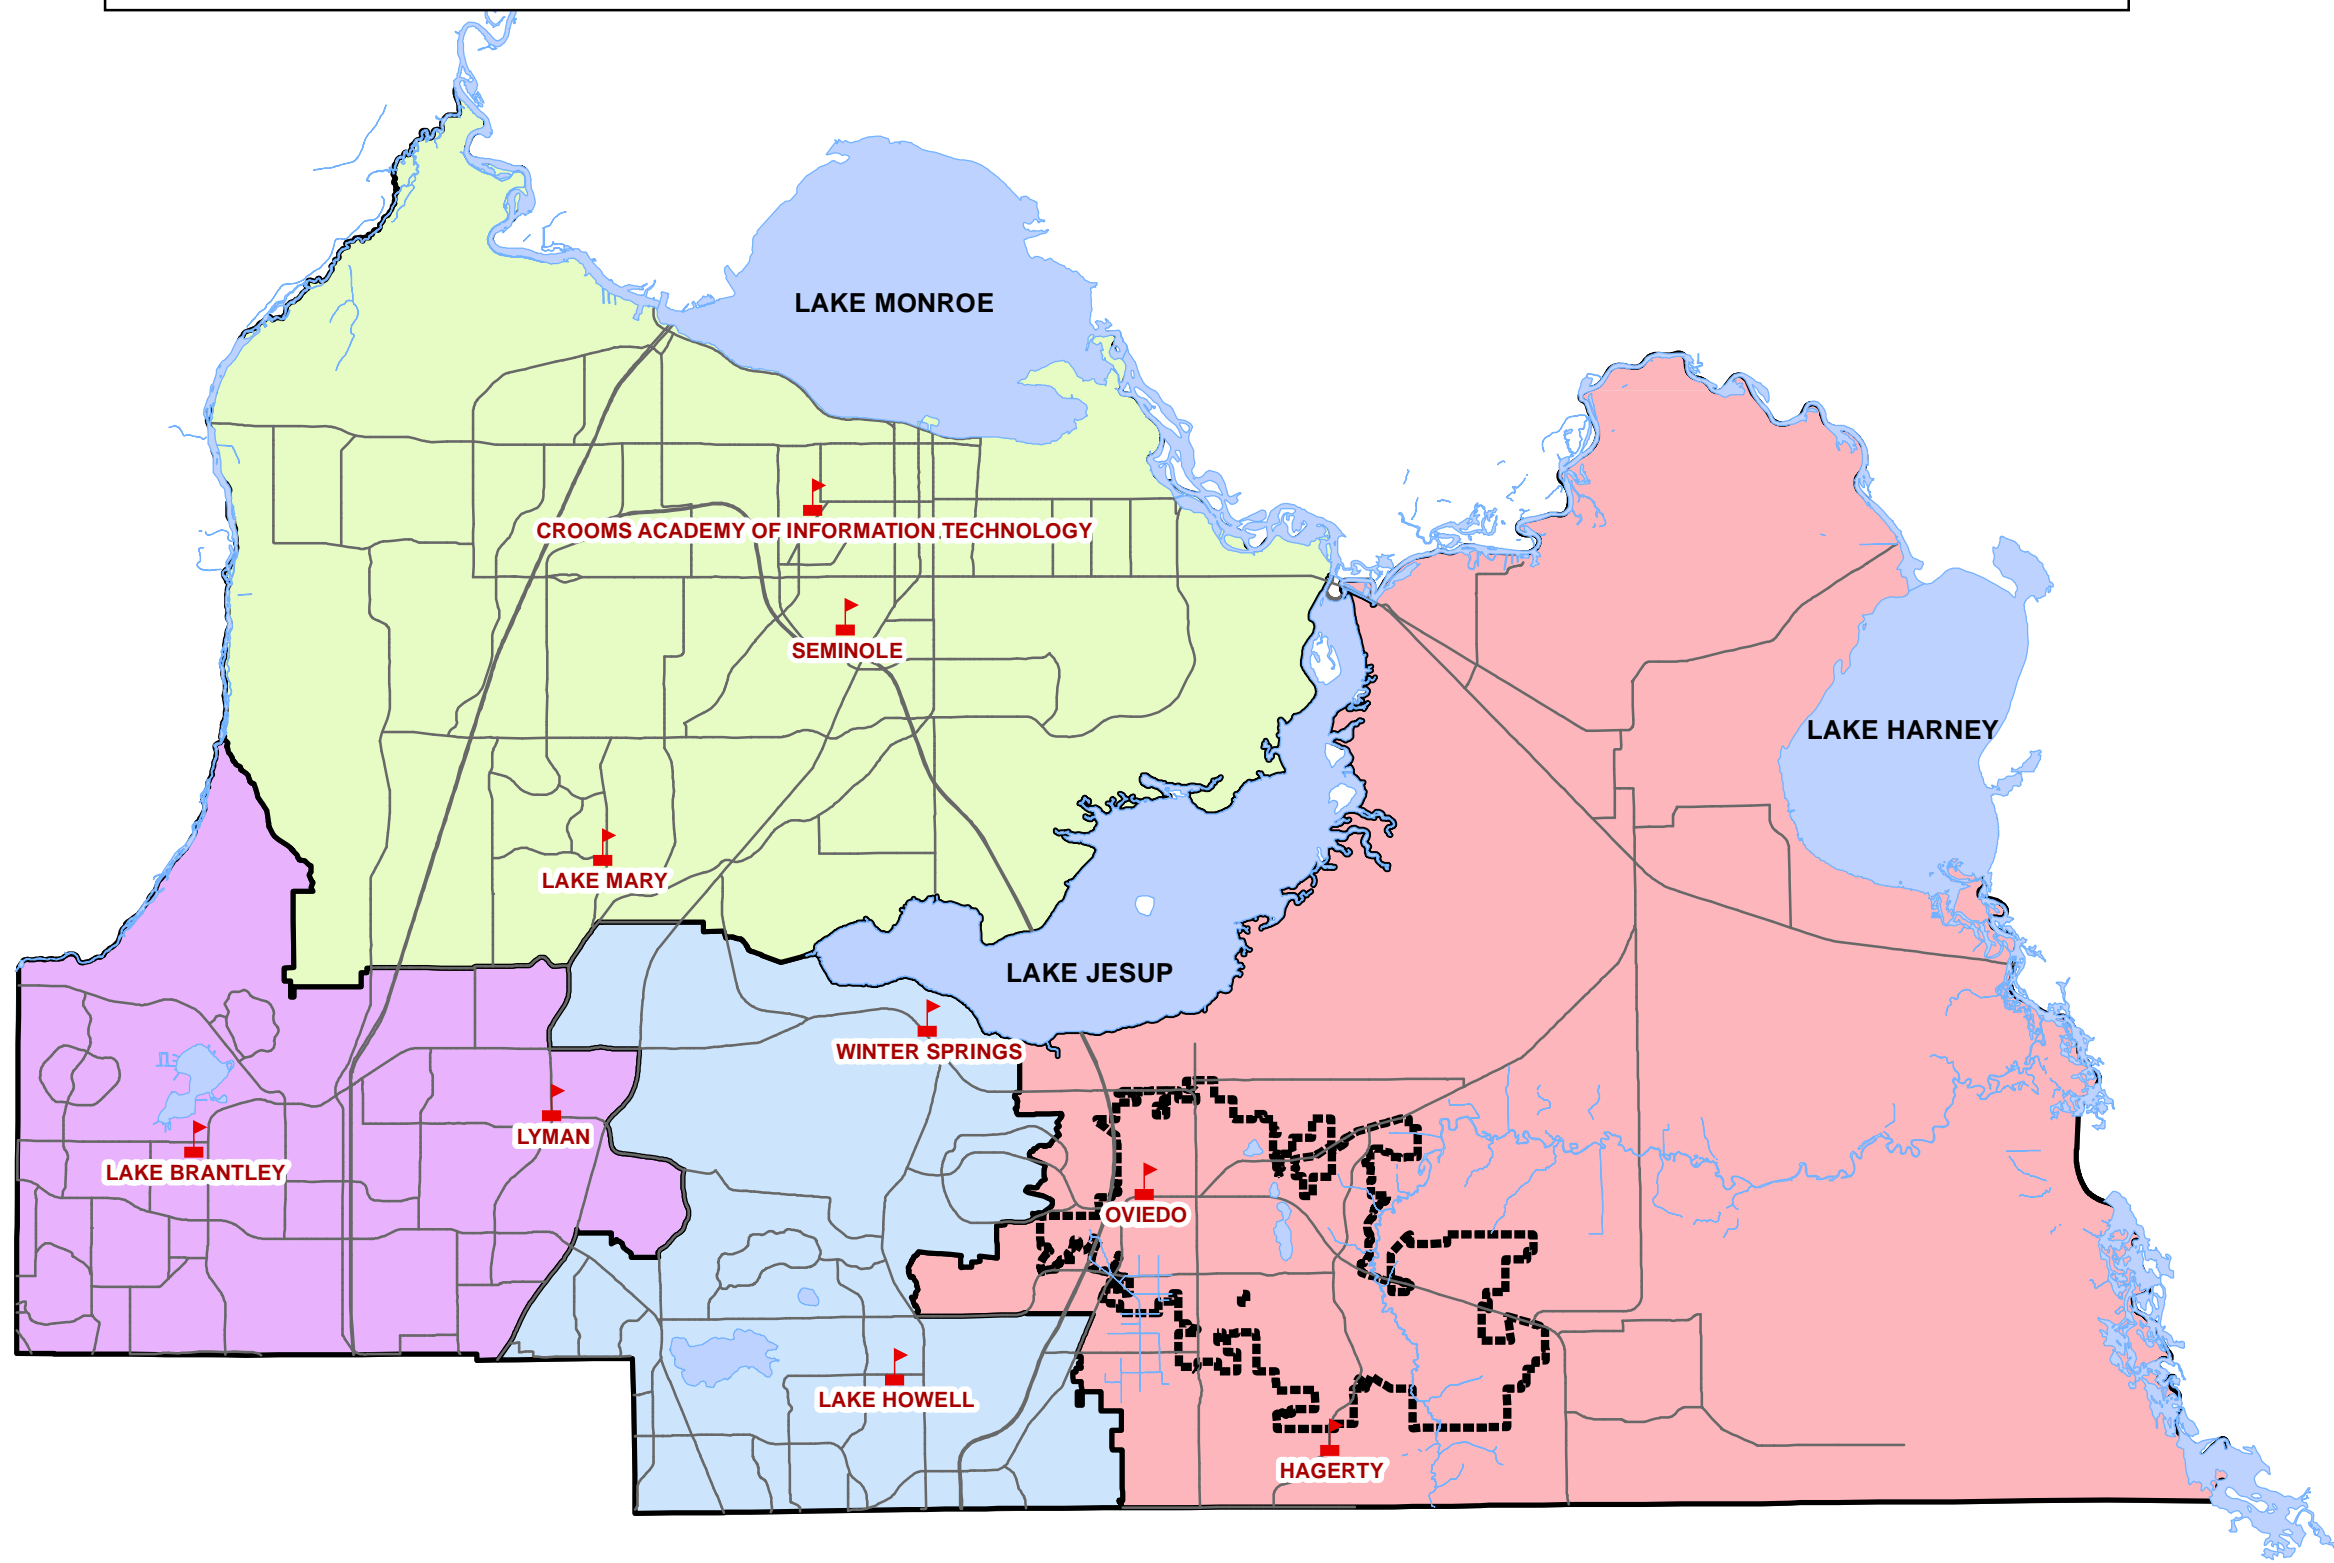 LAKE MONROE
CROOMS ACADEMY OF INFORMATION TECHNOLOGY
SEMINOLE
LAKE HARNEY
LAKE MARY
LAKE JESUP
WINTER SPRINGS
LYMAN
LAKE BRANTLEY
OVIEDO
LAKE HOWELL
HAGERTY